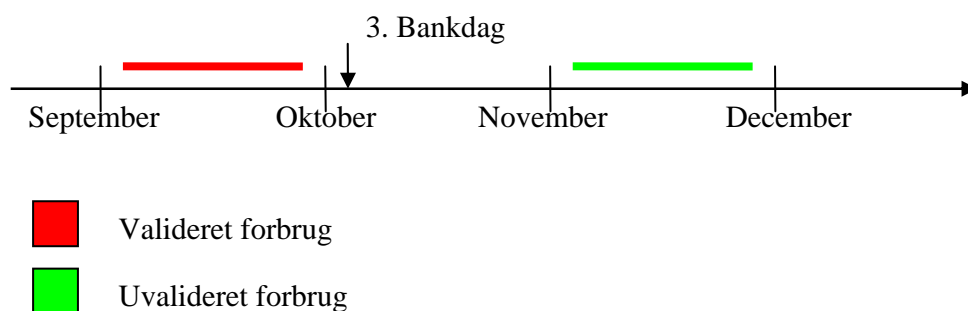 3. Bankdag
September Oktober November December
Valideret forbrug
Uvalideret forbrug